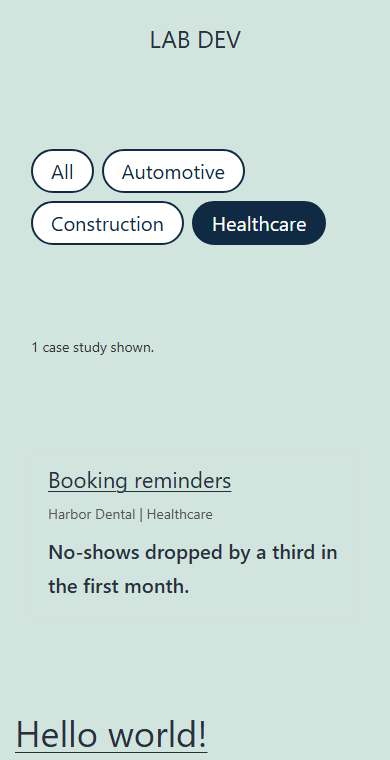 LAB DEV
All
Automotive
Construction
Healthcare
1 case study shown.
Booking reminders
Harbor Dental | Healthcare
No-shows dropped by a third in
the first month.
Hello world!